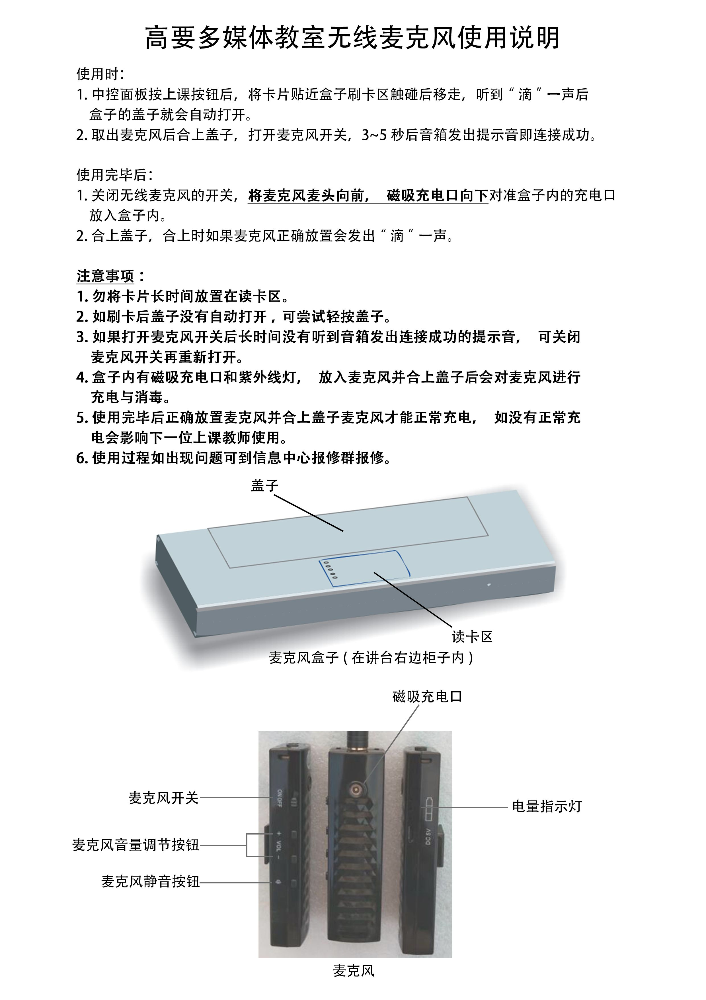 高要多媒体教室无线麦克风使用说明
使用时：
1. 中控面板按上课按钮后，将卡片贴近盒子刷卡区触碰后移走，听到“滴”一声后
盒子的盖子就会自动打开。
2. 取出麦克风后合上盖子，打开麦克风开关，3~5 秒后音箱发出提示音即连接成功。
使用完毕后：
1. 关闭无线麦克风的开关，将麦克风麦头向前，磁吸充电口向下对准盒子内的充电口
放入盒子内。
2. 合上盖子，合上时如果麦克风正确放置会发出“滴”一声。
注意事项：
1. 勿将卡片长时间放置在读卡区。
2. 如刷卡后盖子没有自动打开，可尝试轻按盖子。
3. 如果打开麦克风开关后长时间没有听到音箱发出连接成功的提示音，可关闭
麦克风开关再重新打开。
4. 盒子内有磁吸充电口和紫外线灯，放入麦克风并合上盖子后会对麦克风进行
充电与消毒。
5. 使用完毕后正确放置麦克风并合上盖子麦克风才能正常充电，如没有正常充
电会影响下一位上课教师使用。
6. 使用过程如出现问题可到信息中心报修群报修。
盖子
读卡区
麦克风盒子 ( 在讲台右边柜子内 )
磁吸充电口
麦克风开关
ON OFF
电量指示灯
麦克风音量调节按钮
+ VOL −
DC 5V
麦克风静音按钮
麦克风